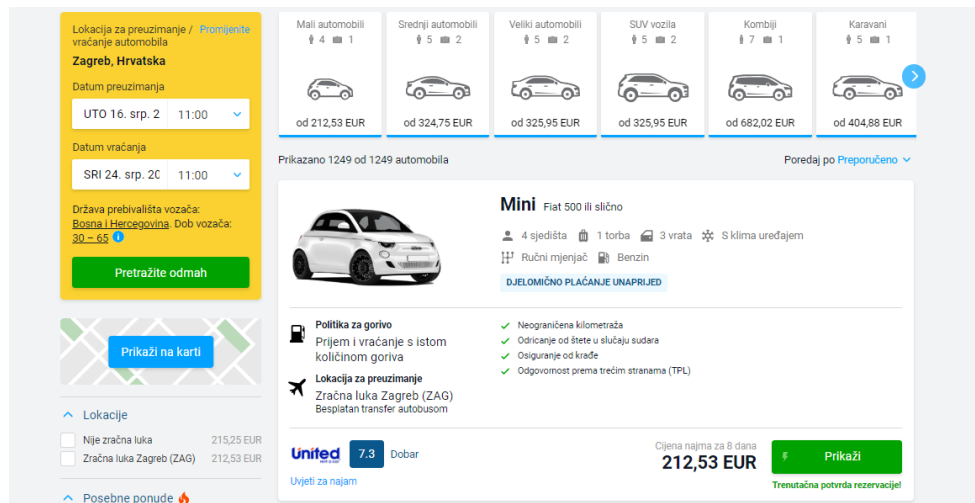 Lokacija za preuzimanje / Promijenite
vraćanje automobila
Zagreb, Hrvatska
Datum preuzimanja
UTO 16. srp. 2 11:00
Datum vraćanja
SRI 24. srp. 20 11:00
Država prebivališta vozača:
Bosna i Hercegovina. Dob vozača:
30 – 65
Pretražite odmah
Prikaži na karti
Lokacije
Nije zračna luka 215,25 EUR
Zračna luka Zagreb (ZAG) 212,53 EUR
Posebne ponude
Mali automobili
4 1
od 212,53 EUR
Srednji automobili
5 2
od 324,75 EUR
Veliki automobili
5 2
od 325,95 EUR
SUV vozila
5 2
od 325,95 EUR
Kombiji
7 1
od 682,02 EUR
Karavani
5 1
od 404,88 EUR
Prikazano 1249 od 1249 automobila
Poredaj po Preporučeno
Mini Fiat 500 ili slično
4 sjedišta 1 torba 3 vrata S klima uređajem
Ručni mjenjač Benzin
DJELOMIČNO PLAĆANJE UNAPRIJED
Politika za gorivo
Prijem i vraćanje s istom
količinom goriva
Lokacija za preuzimanje
Zračna luka Zagreb (ZAG)
Besplatan transfer autobusom
Neograničena kilometraža
Odricanje od štete u slučaju sudara
Osiguranje od krađe
Odgovornost prema trećim stranama (TPL)
United 7.3 Dobar
Uvjeti za najam
Cijena najma za 8 dana
212,53 EUR
Prikaži
Trenutačna potvrda rezervacije!